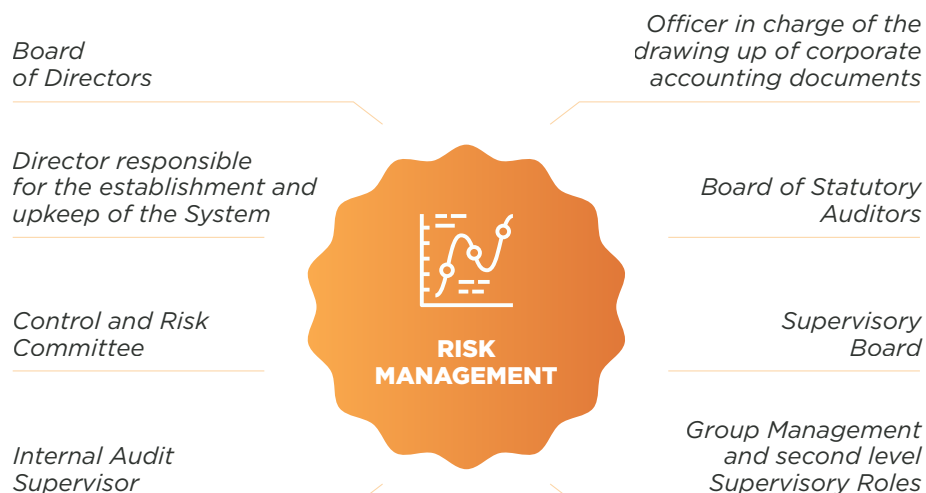 Board
of Directors
Director responsible
for the establishment and
upkeep of the System
Control and Risk
Committee
Internal Audit
Supervisor
RISK
MANAGEMENT
Officer in charge of the
drawing up of corporate
accounting documents
Board of Statutory
Auditors
Supervisory
Board
Group Management
and second level
Supervisory Roles